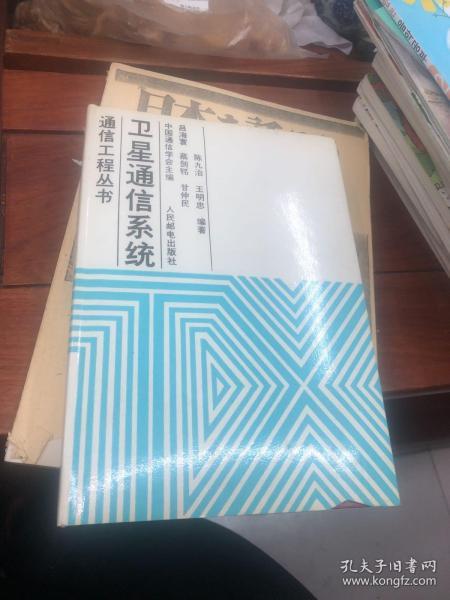 通信工程丛书
卫星通信系统
中国通信学会主编
吕海寰 蔡剑铭 甘仲民
陈九治 王明忠 编著
人民邮电出版社
日本
孔夫子旧书网
www.kongfz.com